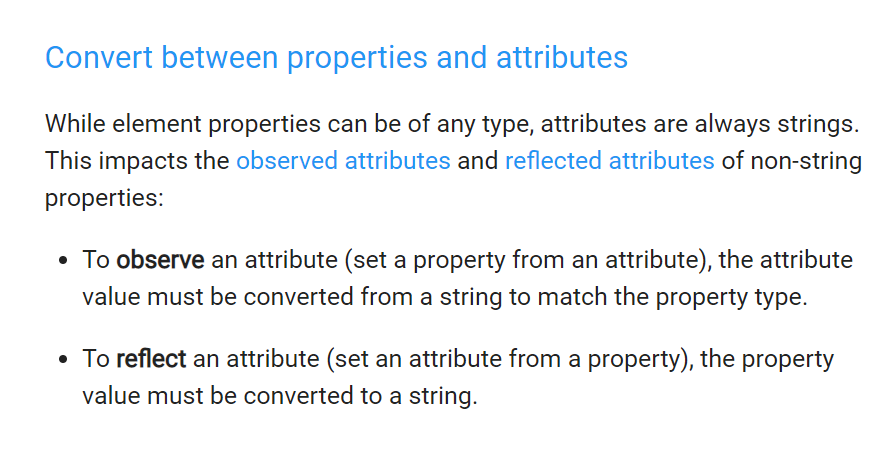 Convert between properties and attributes
While element properties can be of any type, attributes are always strings.
This impacts the observed attributes and reflected attributes of non-string
properties:
• To observe an attribute (set a property from an attribute), the attribute
value must be converted from a string to match the property type.
• To reflect an attribute (set an attribute from a property), the property
value must be converted to a string.